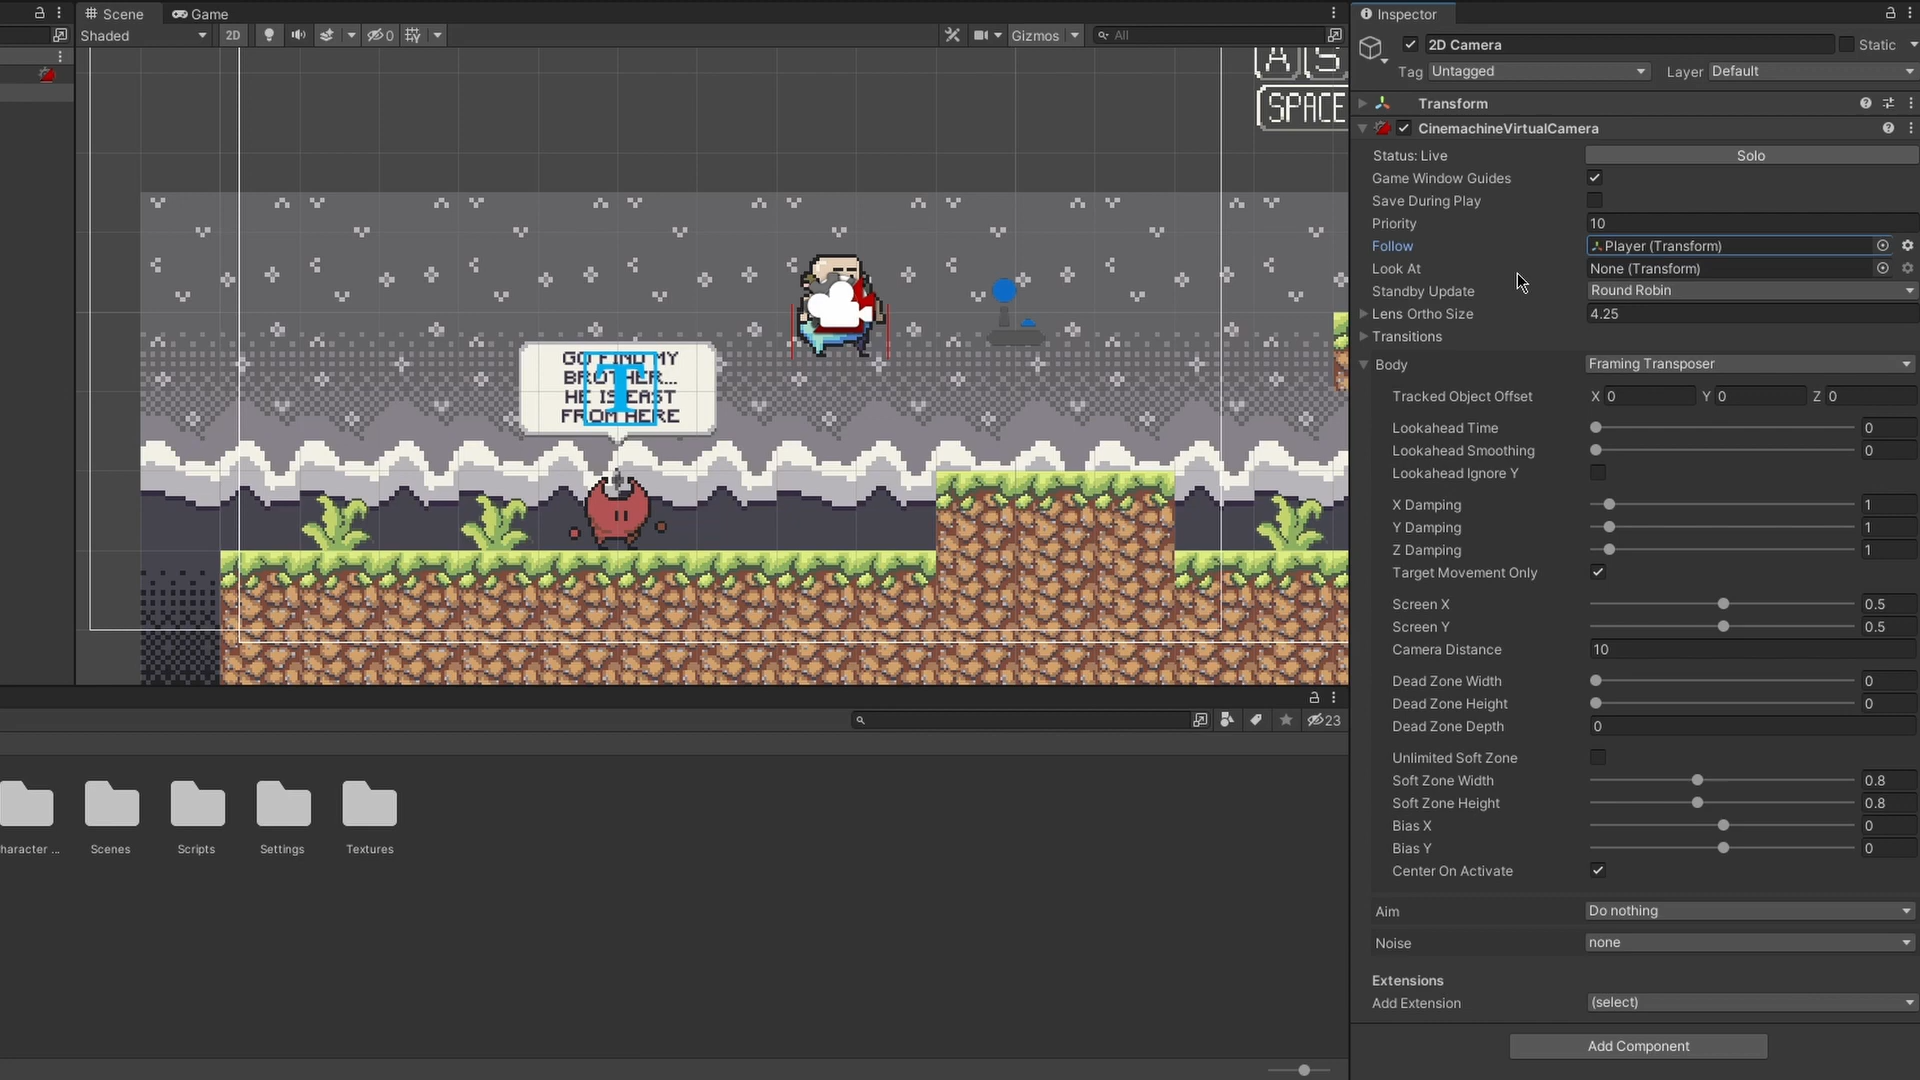 Scene
Game
Shaded
2D
0
Gizmos
All
A S
SPACE
GO FIND MY
BROTHER...
HE IS EAST
FROM HERE
T
23
haracter ...
Scenes
Scripts
Settings
Textures
Inspector
2D Camera
Static
Tag
Untagged
Layer
Default
Transform
CinemachineVirtualCamera
Status: Live
Solo
Game Window Guides
Save During Play
Priority
10
Follow
Player (Transform)
Look At
None (Transform)
Standby Update
Round Robin
Lens Ortho Size
4.25
Transitions
Body
Framing Transposer
Tracked Object Offset
X 0
Y 0
Z 0
Lookahead Time
0
Lookahead Smoothing
0
Lookahead Ignore Y
X Damping
1
Y Damping
1
Z Damping
1
Target Movement Only
Screen X
0.5
Screen Y
0.5
Camera Distance
10
Dead Zone Width
0
Dead Zone Height
0
Dead Zone Depth
0
Unlimited Soft Zone
Soft Zone Width
0.8
Soft Zone Height
0.8
Bias X
0
Bias Y
0
Center On Activate
Aim
Do nothing
Noise
none
Extensions
Add Extension
(select)
Add Component